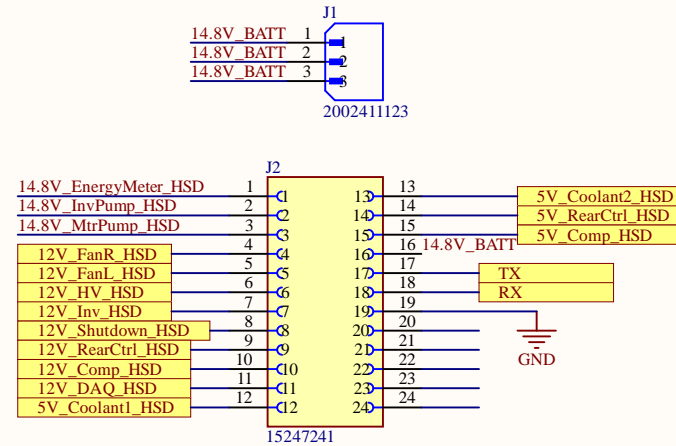 J1
14.8V_BATT 1 1
14.8V_BATT 2 2
14.8V_BATT 3 3
2002411123
J2
14.8V_EnergyMeter_HSD 1 1 13 13 5V_Coolant2_HSD
14.8V_InvPump_HSD 2 2 14 14 5V_RearCtrl_HSD
14.8V_MtrPump_HSD 3 3 15 15 5V_Comp_HSD
12V_FanR_HSD 4 4 16 16 14.8V_BATT
12V_FanL_HSD 5 5 17 17 TX
12V_HV_HSD 6 6 18 18 RX
12V_Inv_HSD 7 7 19 19
12V_Shutdown_HSD 8 8 20 20
12V_RearCtrl_HSD 9 9 21 21
12V_Comp_HSD 10 10 22 22
12V_DAQ_HSD 11 11 23 23
5V_Coolant1_HSD 12 12 24 24
GND
15247241